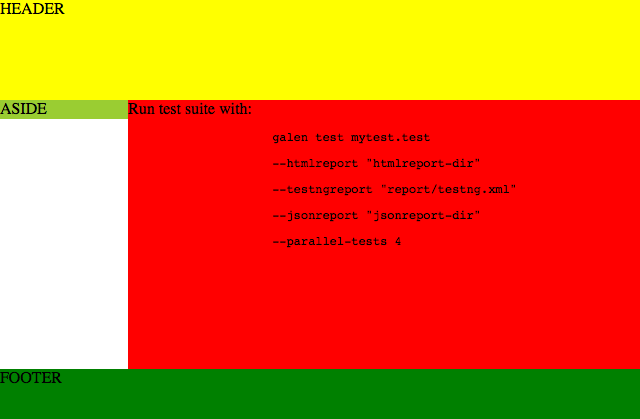 HEADER
ASIDE
Run test suite with:
galen test mytest.test
--htmlreport "htmlreport-dir"
--testngreport "report/testng.xml"
--jsonreport "jsonreport-dir"
--parallel-tests 4
FOOTER